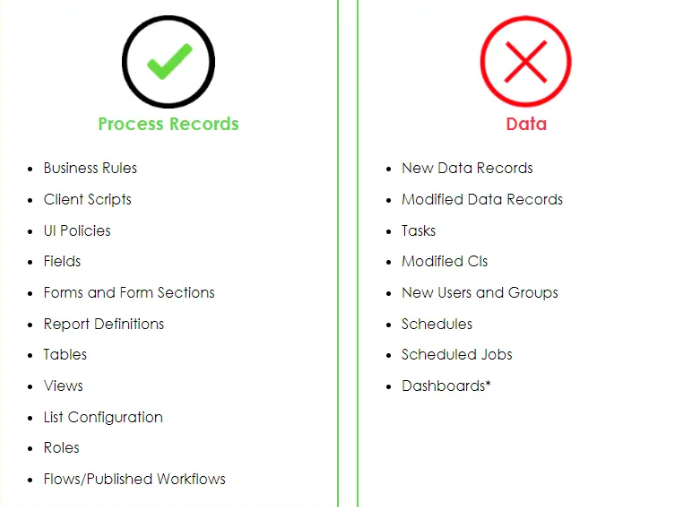 Process Records
Business Rules
Client Scripts
UI Policies
Fields
Forms and Form Sections
Report Definitions
Tables
Views
List Configuration
Roles
Flows/Published Workflows
Data
New Data Records
Modified Data Records
Tasks
Modified CIs
New Users and Groups
Schedules
Scheduled Jobs
Dashboards*